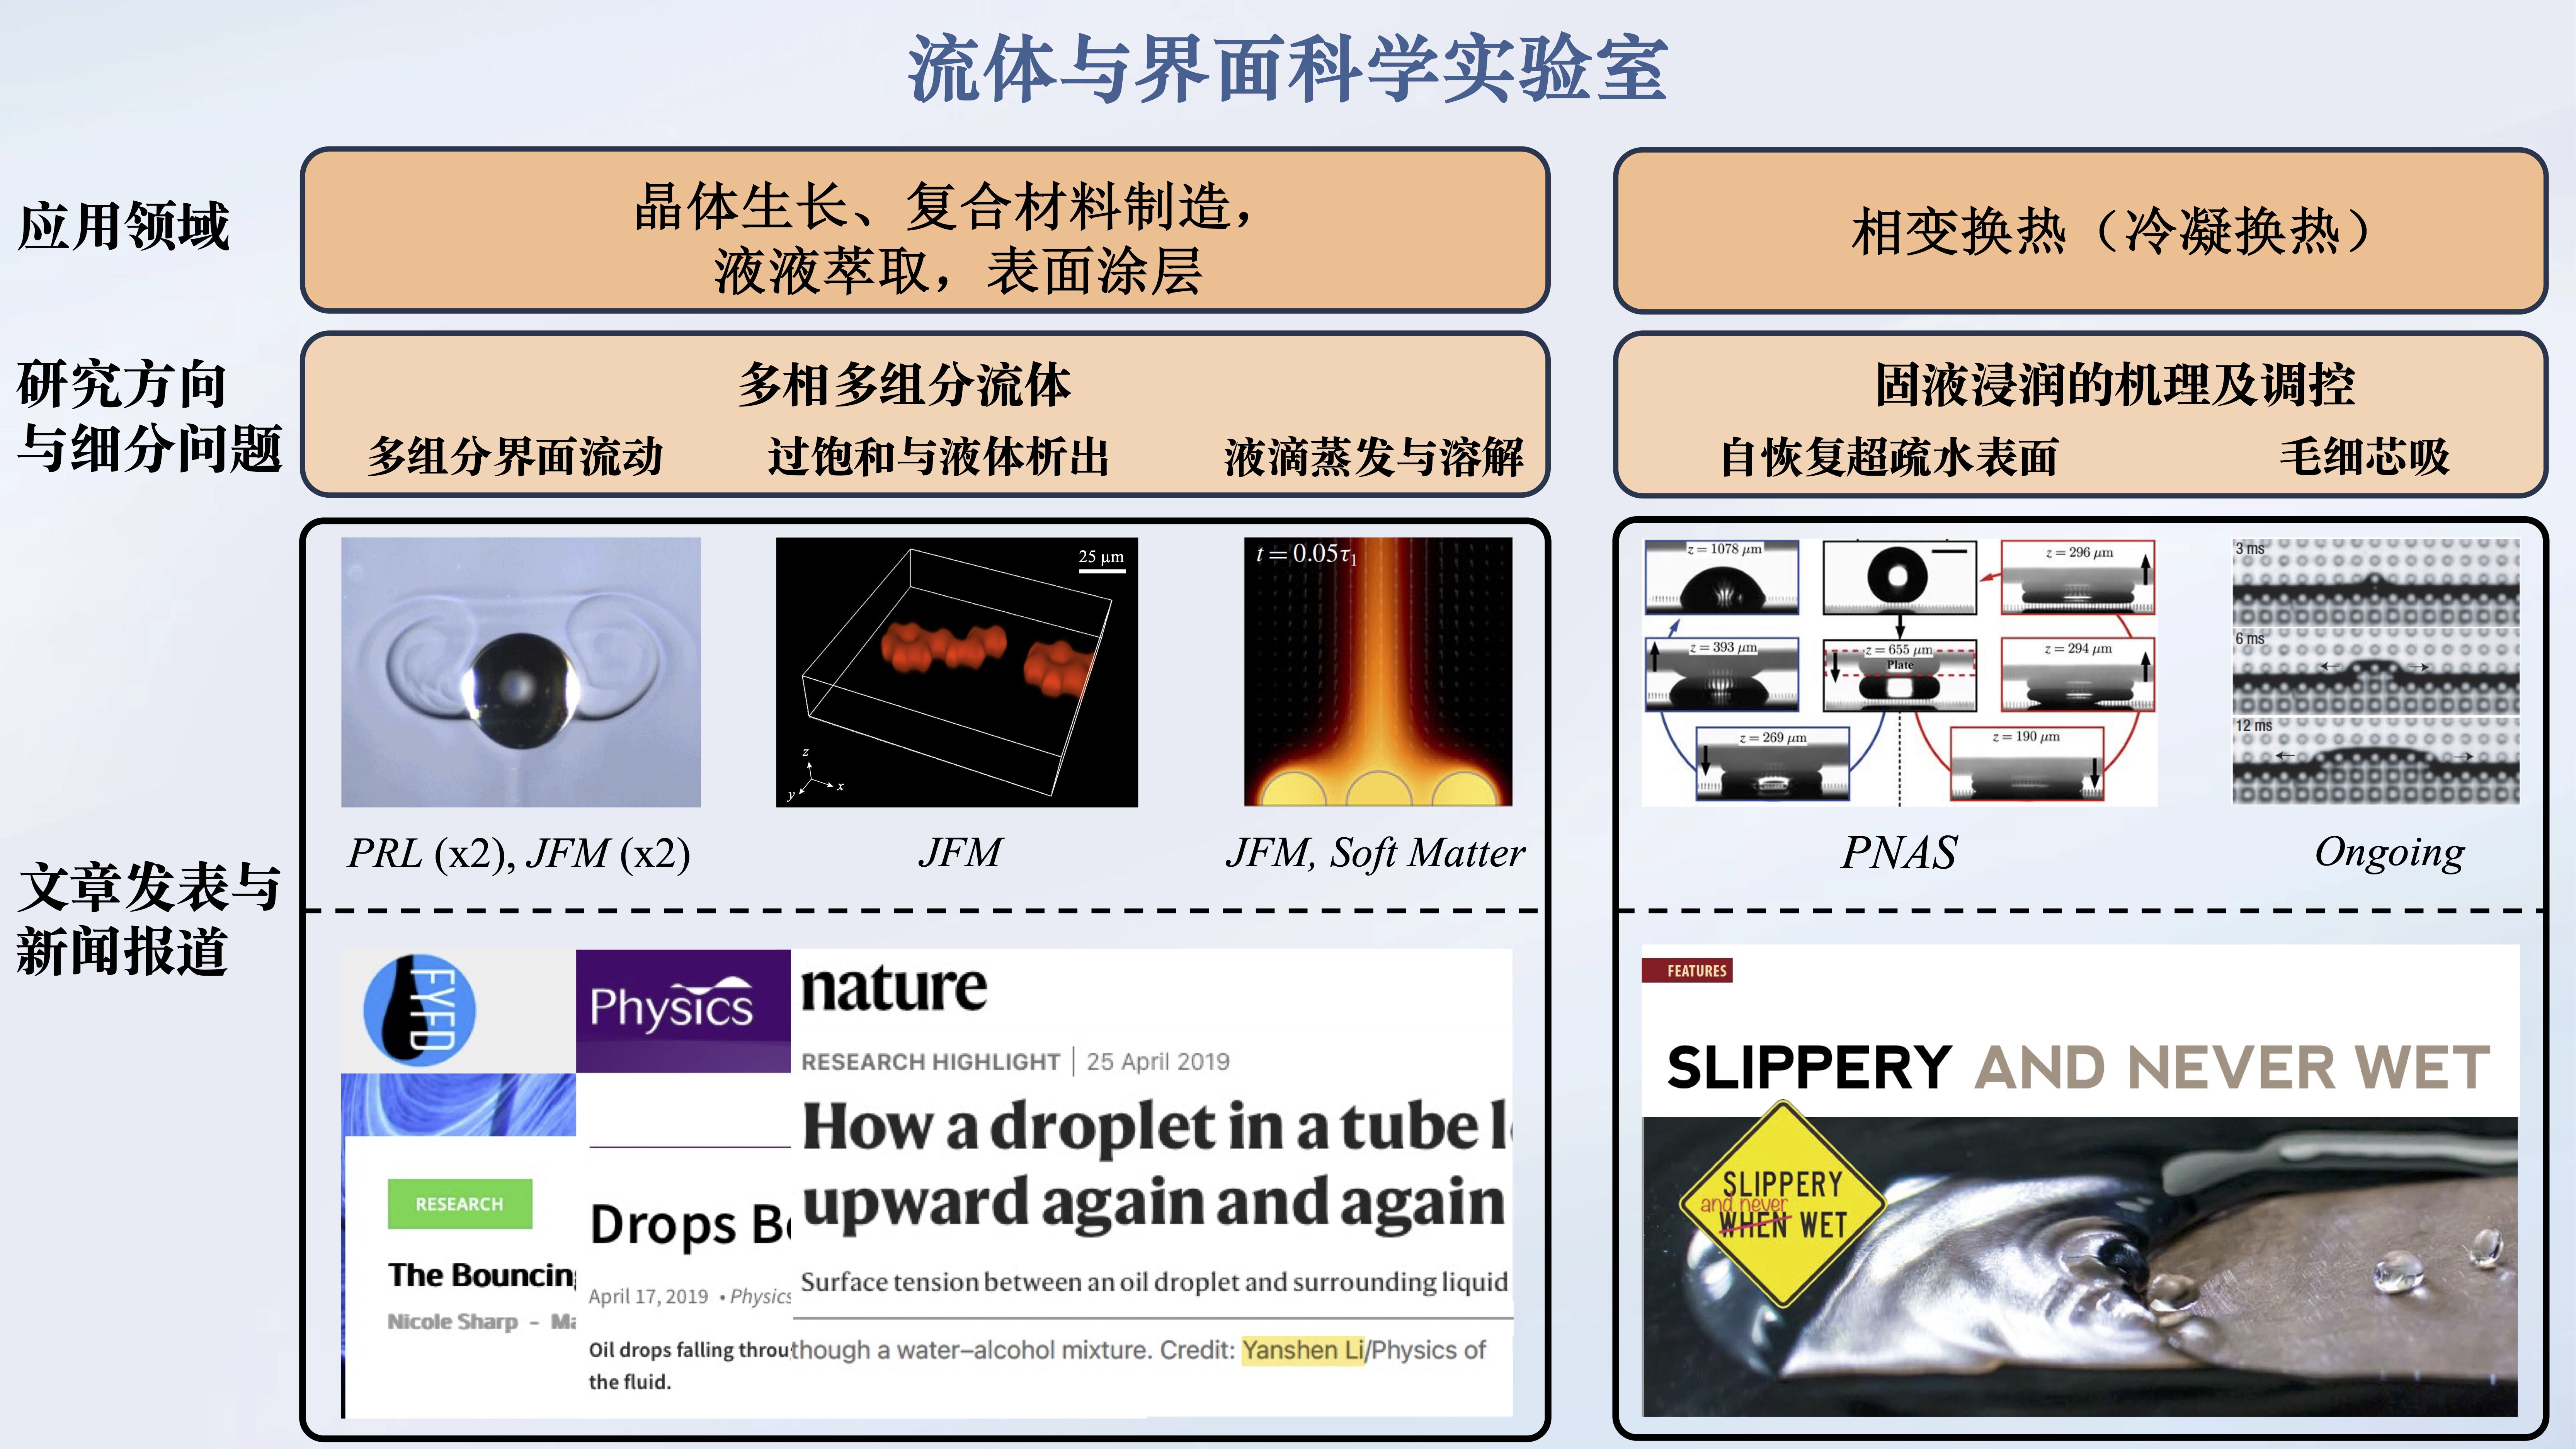 流体与界面科学实验室
应用领域
晶体生长、复合材料制造，
液液萃取，表面涂层
相变换热（冷凝换热）
研究方向
与细分问题
多相多组分流体
多组分界面流动
过饱和与液体析出
液滴蒸发与溶解
固液浸润的机理及调控
自恢复超疏水表面
毛细芯吸
文章发表与
新闻报道
25 μm
z
y
x
t = 0.05τ₁
z = 1078 μm
z = 296 μm
z = 393 μm
z = 655 μm
Plate
z = 294 μm
z = 269 μm
z = 190 μm
3 ms
6 ms
12 ms
PRL (x2), JFM (x2)
JFM
JFM, Soft Matter
PNAS
Ongoing
FYFD
RESEARCH
The Bouncing
Nicole Sharp - Ma
Physics
Drops Bo
April 17, 2019 • Physics
Oil drops falling throu
the fluid.
nature
RESEARCH HIGHLIGHT | 25 April 2019
How a droplet in a tube l
upward again and again
Surface tension between an oil droplet and surrounding liquid
though a water–alcohol mixture. Credit: Yanshen Li/Physics of
FEATURES
SLIPPERY AND NEVER WET
SLIPPERY
and never
WHEN WET